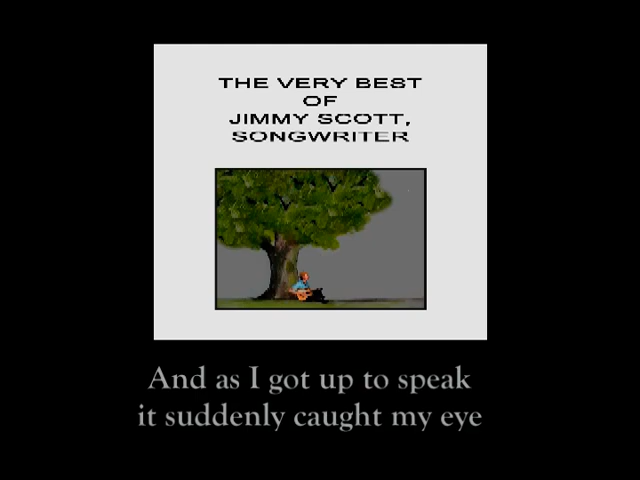 THE VERY BEST
OF
JIMMY SCOTT,
SONGWRITER
And as I got up to speak
it suddenly caught my eye